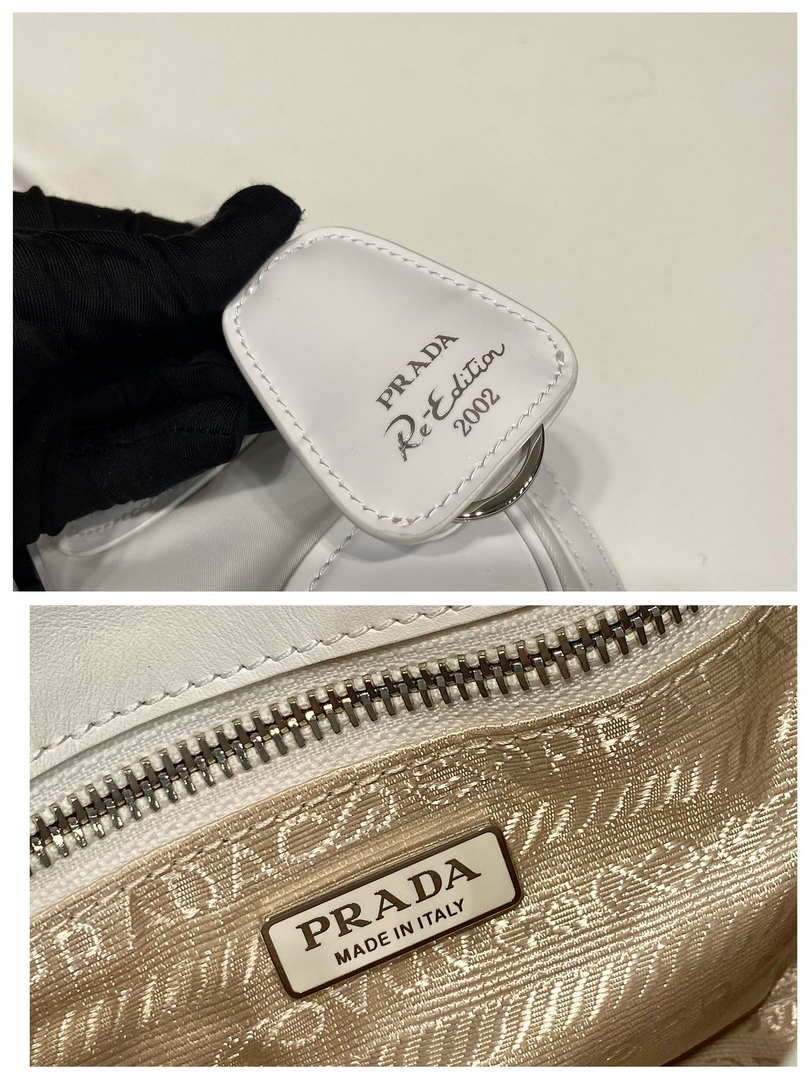 PRADA
Re-Edition
2002
PRADA
MADE IN ITALY